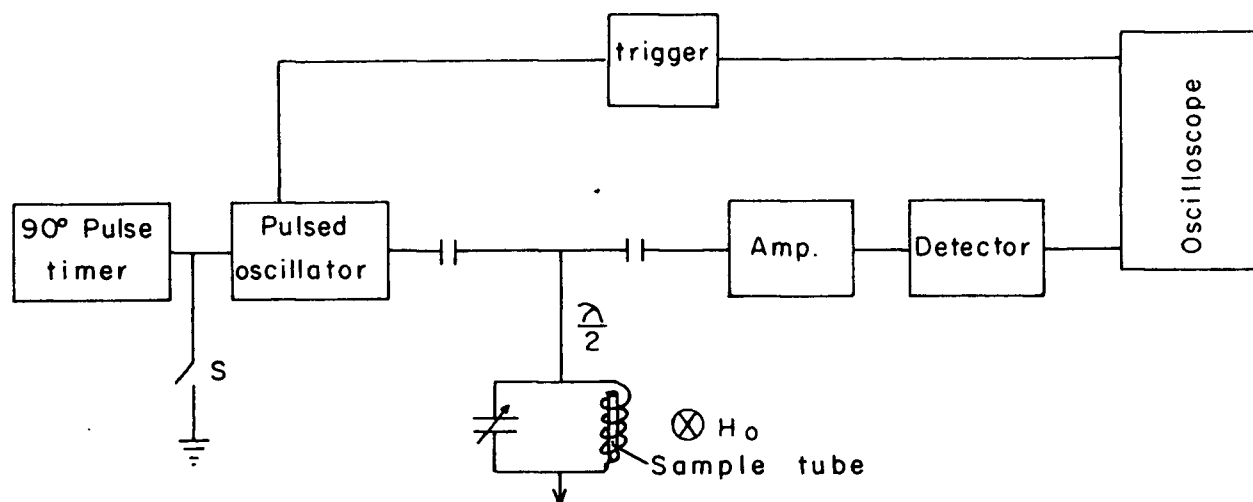 trigger
Oscilloscope
90° Pulse
timer
Pulsed
oscillator
Amp.
Detector
λ
2
S
H₀
Sample tube